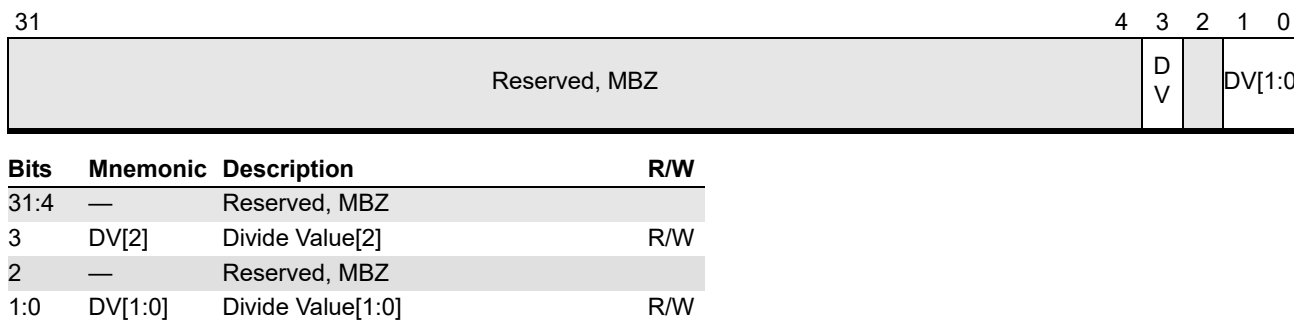 31 4 3 2 1 0
Reserved, MBZ D V DV[1:0
Bits Mnemonic Description R/W
31:4 — Reserved, MBZ
3 DV[2] Divide Value[2] R/W
2 — Reserved, MBZ
1:0 DV[1:0] Divide Value[1:0] R/W